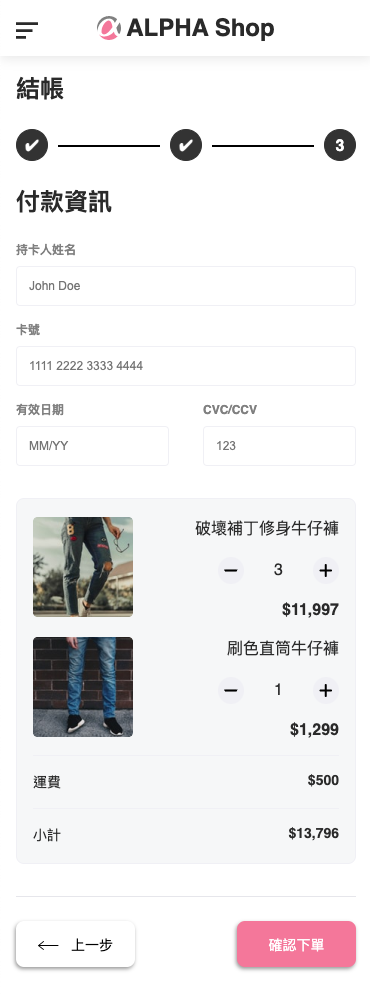 ALPHA Shop
結帳
✔ ✔ 3
付款資訊
持卡人姓名
John Doe
卡號
1111 2222 3333 4444
有效日期 CVC/CCV
MM/YY 123
破壞補丁修身牛仔褲
− 3 +
$11,997
刷色直筒牛仔褲
− 1 +
$1,299
運費 $500
小計 $13,796
← 上一步 確認下單